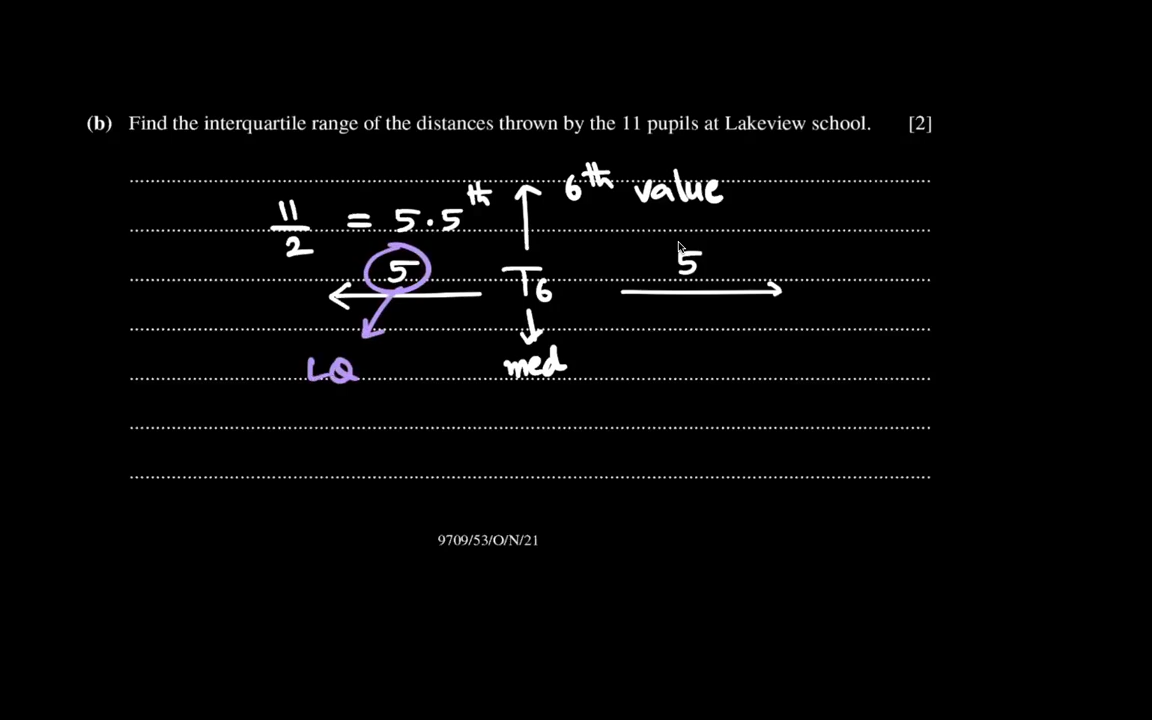 (b) Find the interquartile range of the distances thrown by the 11 pupils at Lakeview school. [2]
6th value
11/2 = 5.5th
5 T6 5
med
LQ
9709/53/O/N/21